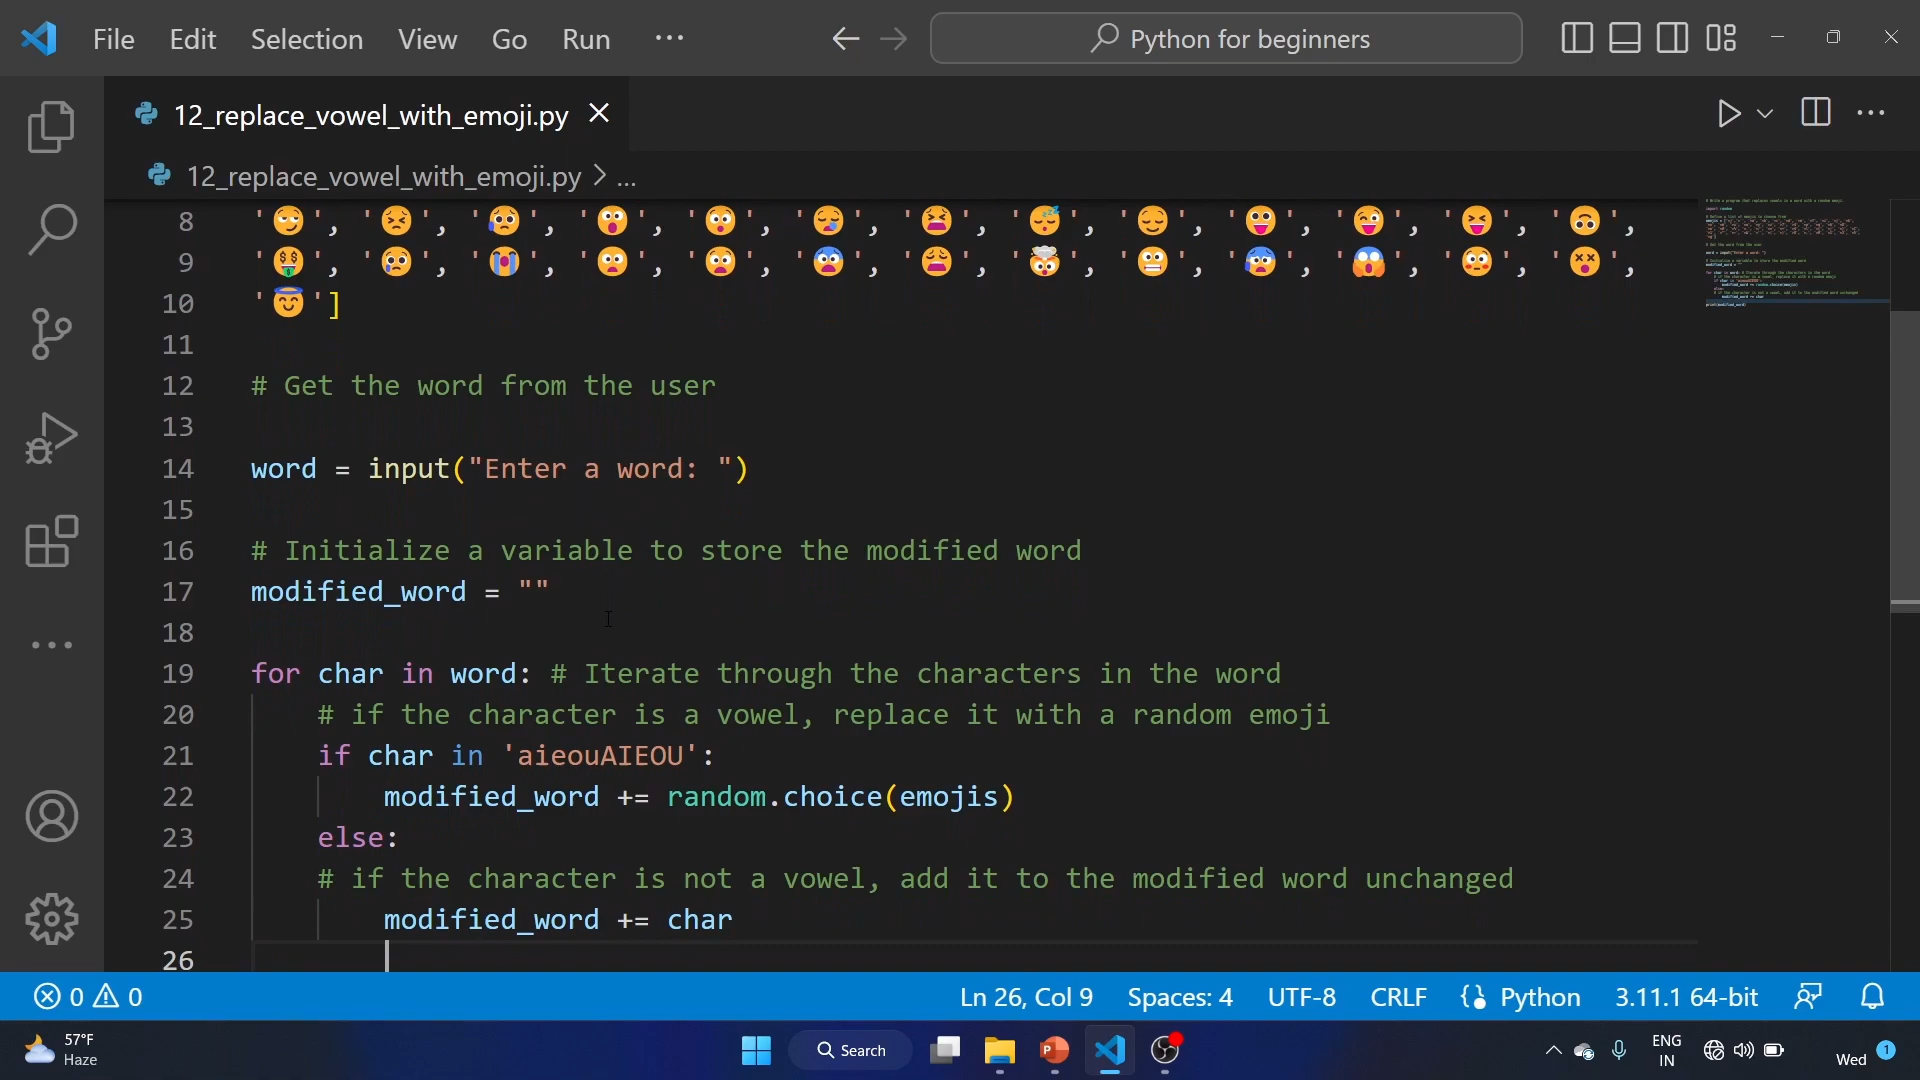 File Edit Selection View Go Run ··· Python for beginners
12_replace_vowel_with_emoji.py
12_replace_vowel_with_emoji.py > ...
8 '😏', '😣', '😥', '😮', '😯', '😪', '😫', '😴', '😌', '😛', '😜', '😝', '🙃',
9 '🤑', '😢', '😭', '😦', '😧', '😨', '😩', '🤯', '😬', '😰', '😱', '😳', '😵',
10 '😇']
11
12 # Get the word from the user
13
14 word = input("Enter a word: ")
15
16 # Initialize a variable to store the modified word
17 modified_word = ""
18
19 for char in word: # Iterate through the characters in the word
20 # if the character is a vowel, replace it with a random emoji
21 if char in 'aieouAIEOU':
22 modified_word += random.choice(emojis)
23 else:
24 # if the character is not a vowel, add it to the modified word unchanged
25 modified_word += char
26
0 0 Ln 26, Col 9 Spaces: 4 UTF-8 CRLF Python 3.11.1 64-bit
57°F
Haze
Search
ENG
IN
Wed 1